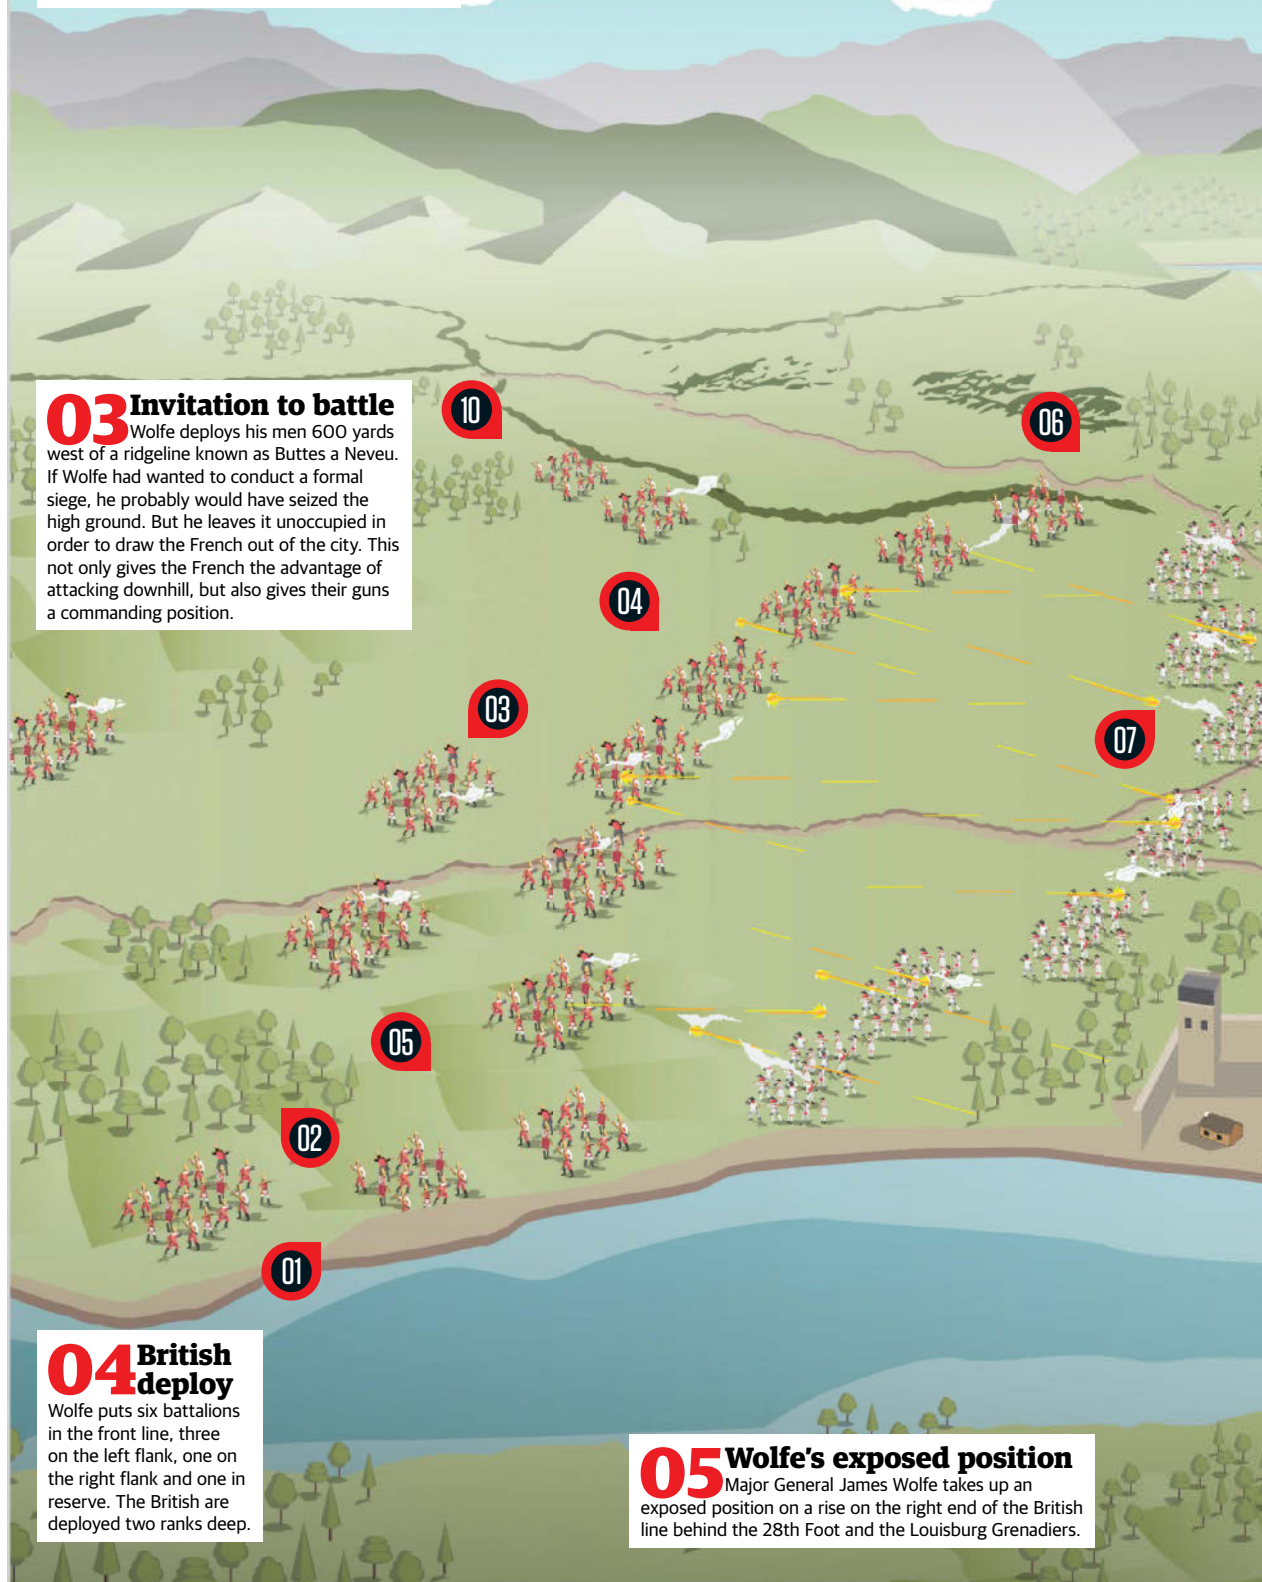 10
06
03 Invitation to battle
Wolfe deploys his men 600 yards
west of a ridgeline known as Buttes a Neveu.
If Wolfe had wanted to conduct a formal
siege, he probably would have seized the
high ground. But he leaves it unoccupied in
order to draw the French out of the city. This
not only gives the French the advantage of
attacking downhill, but also gives their guns
a commanding position.
04
03
07
05
02
01
04 British
deploy
Wolfe puts six battalions
in the front line, three
on the left flank, one on
the right flank and one in
reserve. The British are
deployed two ranks deep.
05 Wolfe's exposed position
Major General James Wolfe takes up an
exposed position on a rise on the right end of the British
line behind the 28th Foot and the Louisburg Grenadiers.